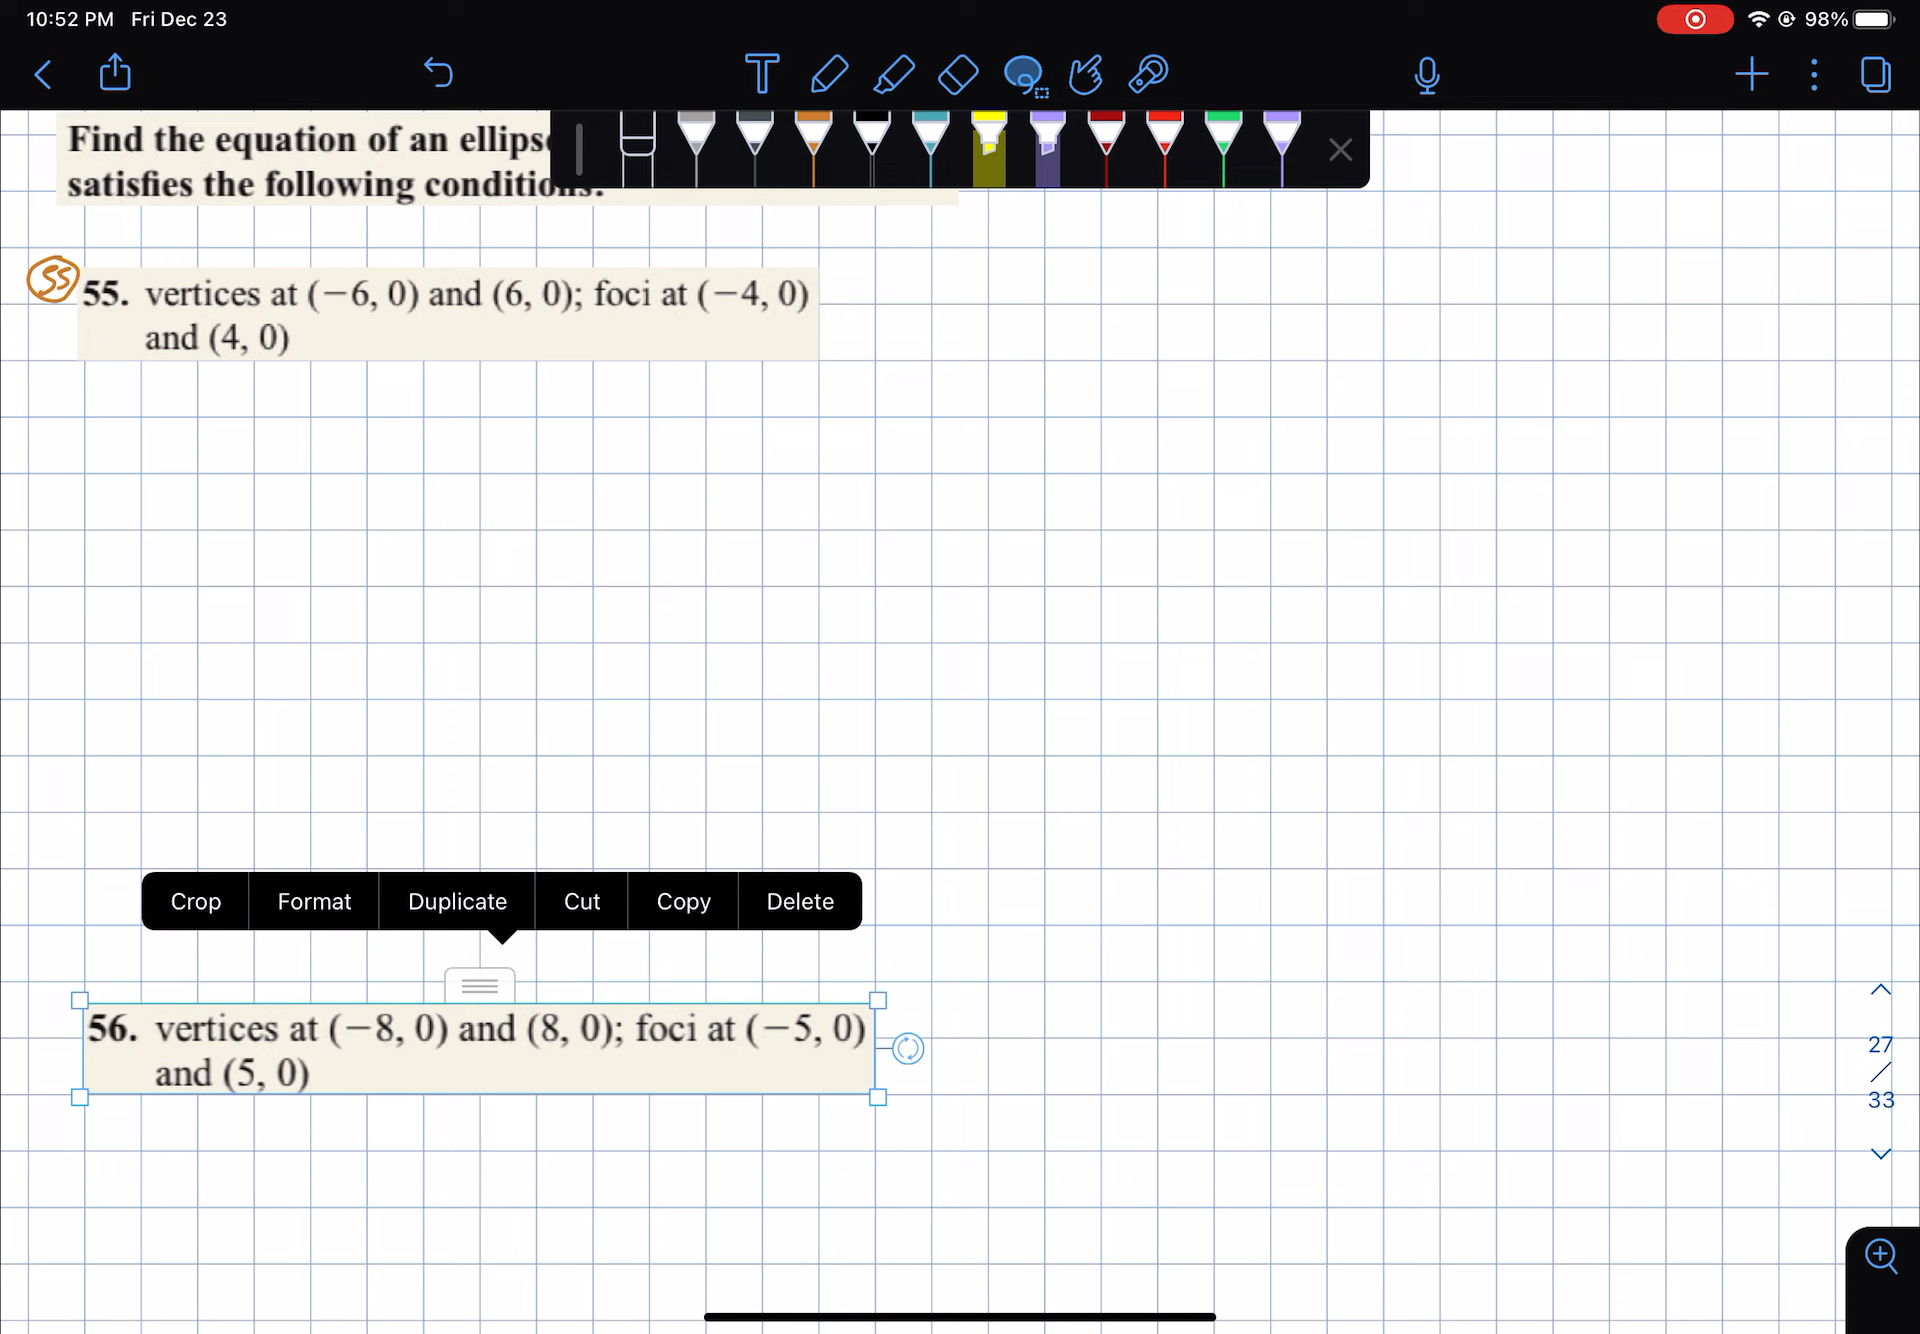 10:52 PM Fri Dec 23
98%
Find the equation of an
satisfies the following
55
55. vertices at (−6, 0) and (6, 0); foci at (−4, 0)
and (4, 0)
Crop Format Duplicate Cut Copy Delete
56. vertices at (−8, 0) and (8, 0); foci at (−5, 0)
and (5, 0)
27
/
33